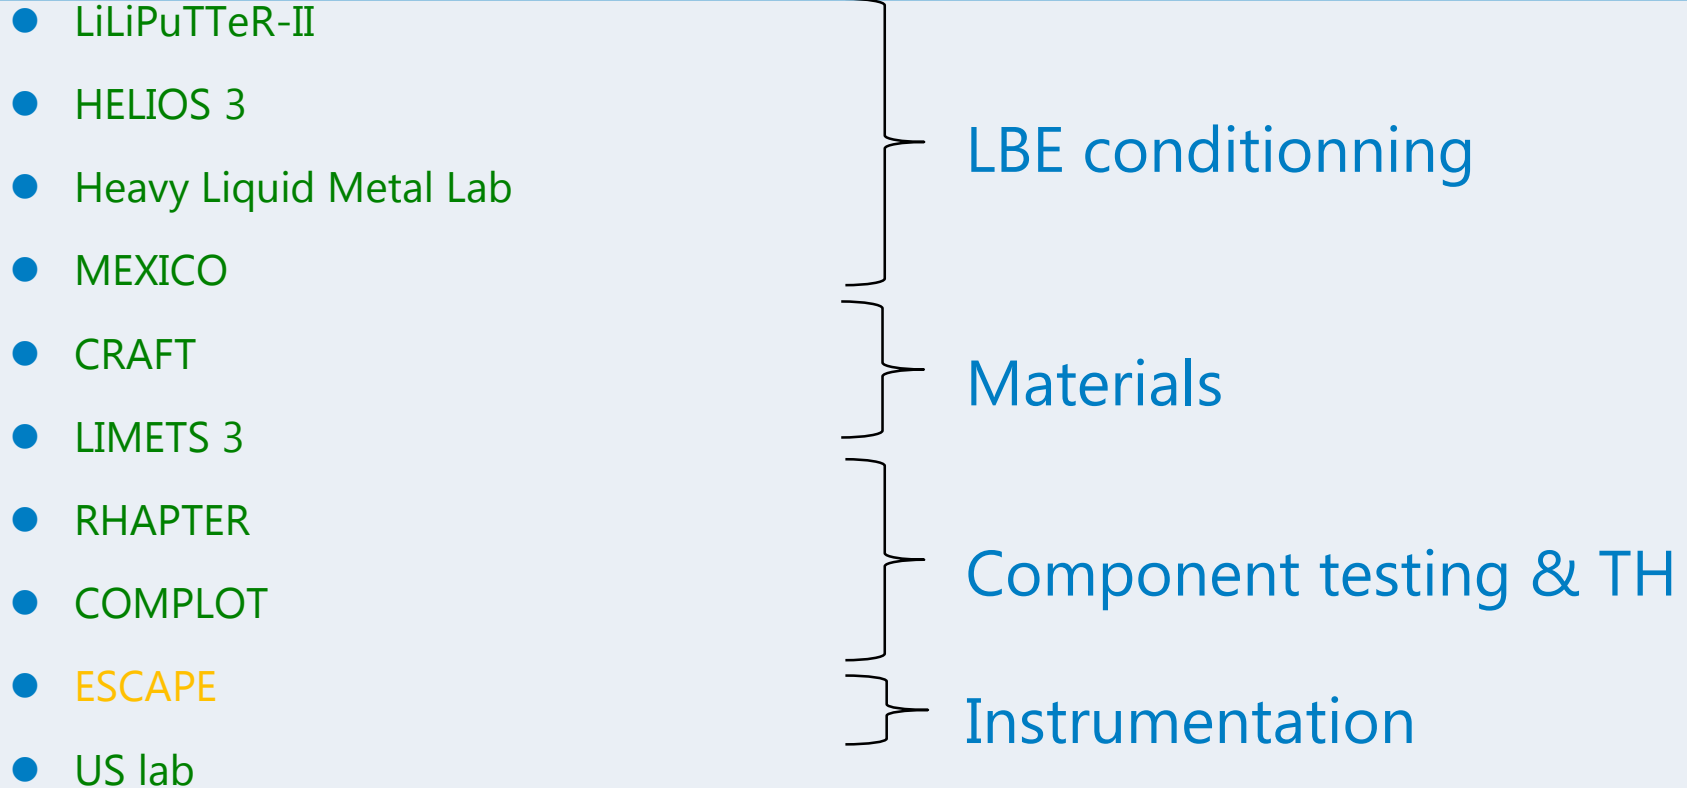 LiLiPuTTeR-II
HELIOS 3
Heavy Liquid Metal Lab
MEXICO
CRAFT
LIMETS 3
RHAPTER
COMPLOT
ESCAPE
US lab
LBE conditionning
Materials
Component testing & TH
Instrumentation